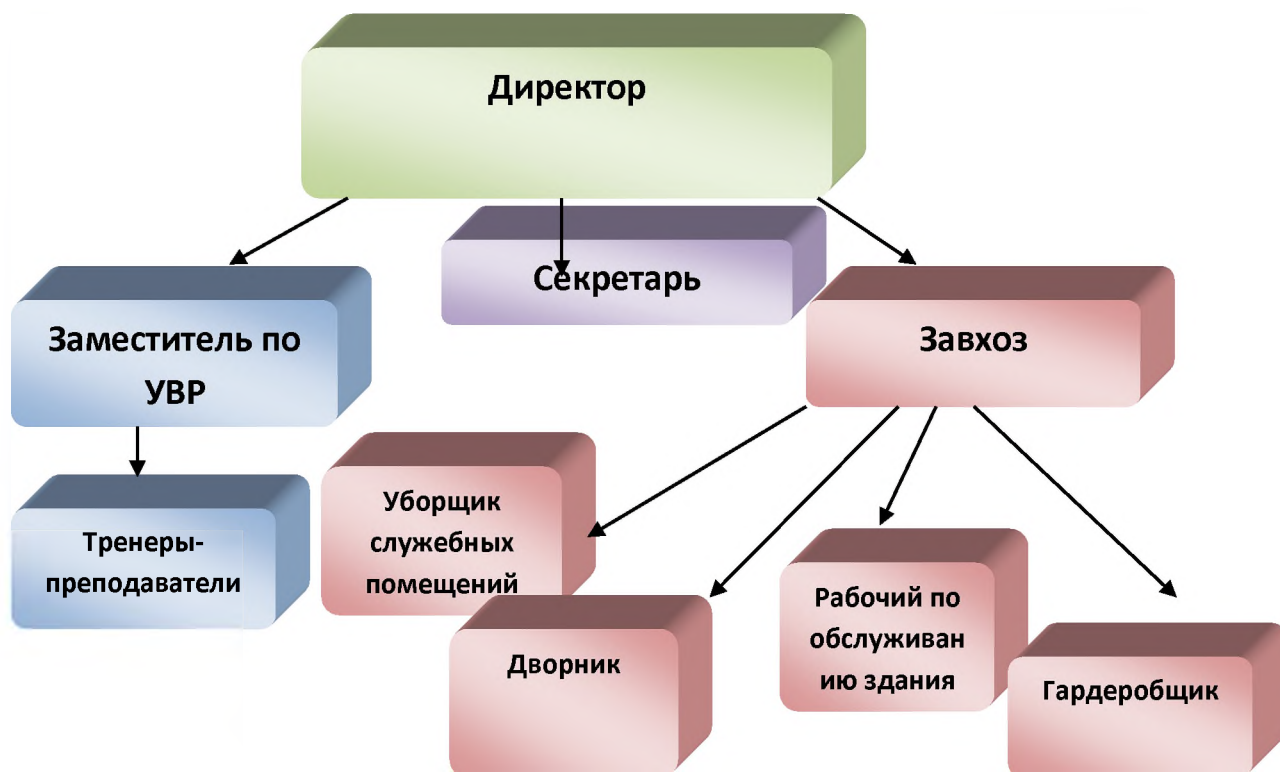 Директор
Секретарь
Заместитель по
УВР
Завхоз
Тренеры-
преподаватели
Уборщик
служебных
помещений
Дворник
Рабочий по
обслуживан
ию здания
Гардеробщик